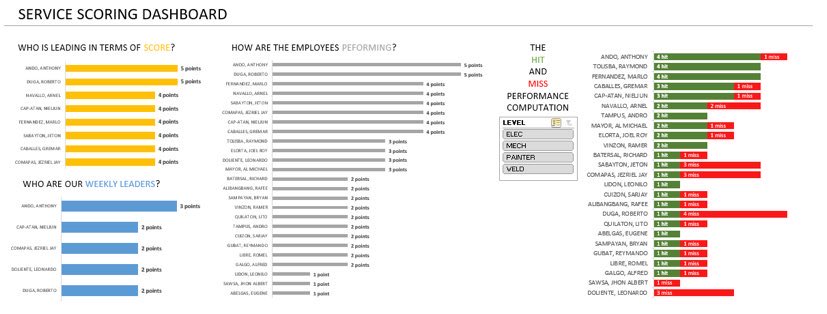 SERVICE SCORING DASHBOARD
WHO IS LEADING IN TERMS OF SCORE?
ANDO, ANTHONY 5 points
DUGA, ROBERTO 5 points
NAVALLO, ARNEL 4 points
CAP-ATAN, NIELJUN 4 points
FERNANDEZ, MARLO 4 points
SABAYTON, JETON 4 points
CABALLES, GREMAR 4 points
COMAPAS, JEZRIEL JAY 4 points
WHO ARE OUR WEEKLY LEADERS?
ANDO, ANTHONY 3 points
CAP-ATAN, NIELJUN 2 points
COMAPAS, JEZRIEL JAY 2 points
DOLIENTE, LEONARDO 2 points
DUGA, ROBERTO 2 points
HOW ARE THE EMPLOYEES PEFORMING?
ANDO, ANTHONY 5 points
DUGA, ROBERTO 5 points
FERNANDEZ, MARLO 4 points
NAVALLO, ARNEL 4 points
SABAYTON, JETON 4 points
COMAPAS, JEZRIEL JAY 4 points
CAP-ATAN, NIELJUN 4 points
CABALLES, GREMAR 4 points
TOLISBA, RAYMOND 3 points
ELORTA, JOEL ROY 3 points
DOLIENTE, LEONARDO 3 points
MAYOR, AL MICHAEL 3 points
BATERSAL, RICHARD 2 points
ALIBANGBANG, RAFEE 2 points
SAMPAYAN, BRYAN 2 points
VINZON, RAMIER 2 points
QUILATON, LITO 2 points
TAMPUS, ANDRO 2 points
CUIZON, SARJAY 2 points
GUBAT, REYMANDO 2 points
LIBRE, ROMEL 2 points
GALGO, ALFRED 2 points
LIDON, LEONILO 1 point
SAWSA, JHON ALBERT 1 point
ABELGAS, EUGENE 1 point
THE
HIT
AND
MISS
PERFORMANCE
COMPUTATION
LEVEL
ELEC
MECH
PAINTER
WELD
ANDO, ANTHONY 4 hit 1 miss
TOLISBA, RAYMOND 4 hit
FERNANDEZ, MARLO 4 hit
CABALLES, GREMAR 3 hit 1 miss
CAP-ATAN, NIELJUN 3 hit 1 miss
NAVALLO, ARNEL 2 hit 2 miss
TAMPUS, ANDRO 2 hit
MAYOR, AL MICHAEL 2 hit 1 miss
ELORTA, JOEL ROY 2 hit 1 miss
VINZON, RAMIER 2 hit
BATERSAL, RICHARD 1 hit 1 miss
SABAYTON, JETON 1 hit 3 miss
COMAPAS, JEZRIEL JAY 1 hit 3 miss
LIDON, LEONILO 1 hit
CUIZON, SARJAY 1 hit 1 miss
ALIBANGBANG, RAFEE 1 hit 1 miss
DUGA, ROBERTO 1 hit 4 miss
QUILATON, LITO 1 hit 1 miss
ABELGAS, EUGENE 1 hit
SAMPAYAN, BRYAN 1 hit 1 miss
GUBAT, REYMANDO 1 hit 1 miss
LIBRE, ROMEL 1 hit 1 miss
GALGO, ALFRED 1 hit 1 miss
SAWSA, JHON ALBERT 1 miss
DOLIENTE, LEONARDO 3 miss